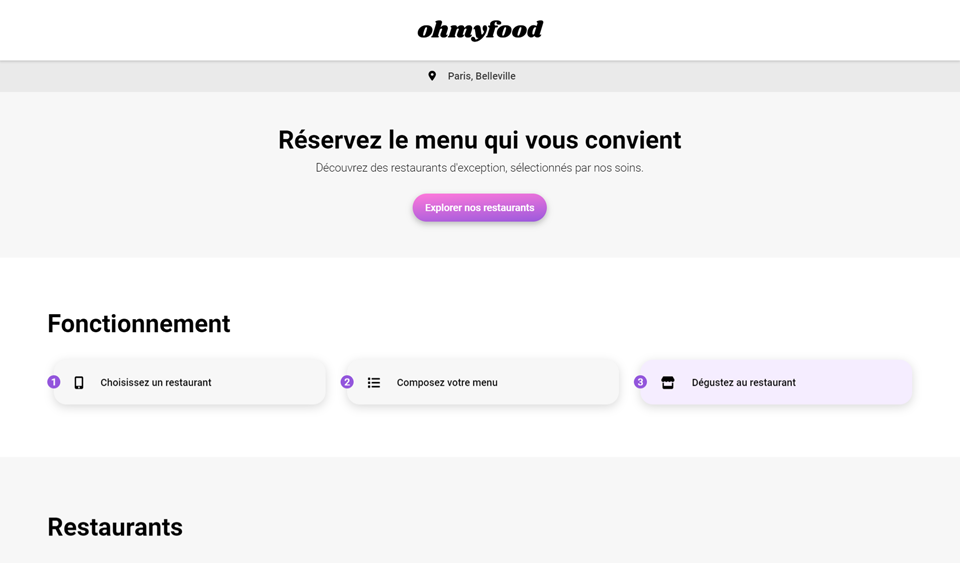 ohmyfood
Paris, Belleville
Réservez le menu qui vous convient
Découvrez des restaurants d'exception, sélectionnés par nos soins.
Explorer nos restaurants
Fonctionnement
1 Choisissez un restaurant
2 Composez votre menu
3 Dégustez au restaurant
Restaurants